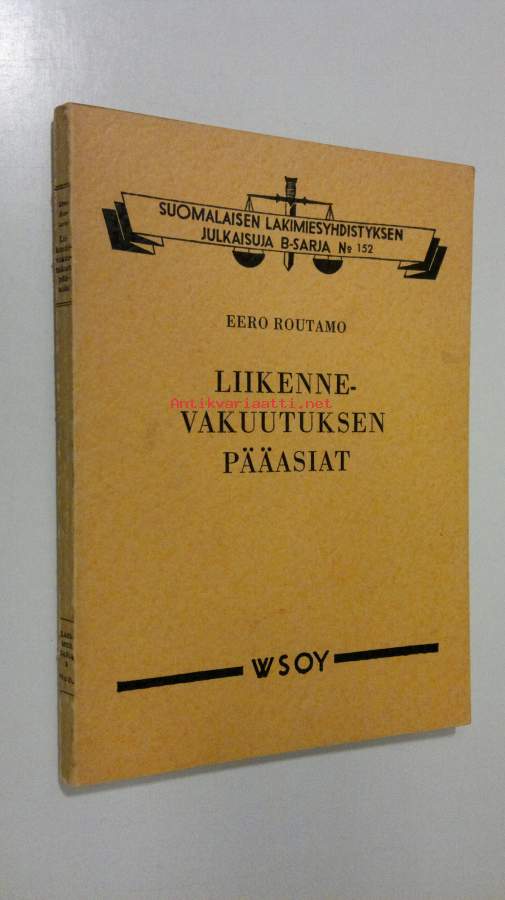 SUOMALAISEN LAKIMIESYHDISTYKSEN
JULKAISUJA B-SARJA No 152
EERO ROUTAMO
LIIKENNE-
Antikvariaatti.net
VAKUUTUKSEN
PÄÄASIAT
WSOY